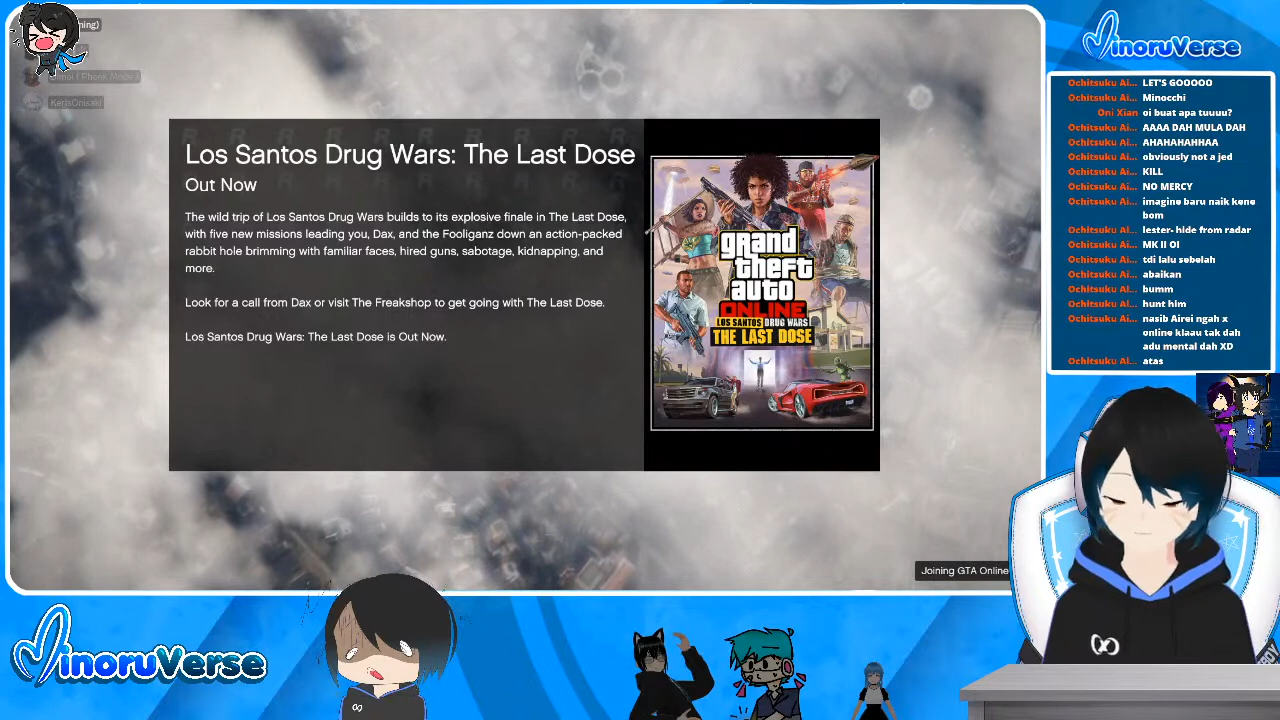 ning)
( Phonk Mode )
KerisOnisaki
Los Santos Drug Wars: The Last Dose
Out Now
The wild trip of Los Santos Drug Wars builds to its explosive finale in The Last Dose,
with five new missions leading you, Dax, and the Fooliganz down an action-packed
rabbit hole brimming with familiar faces, hired guns, sabotage, kidnapping, and
more.
Look for a call from Dax or visit The Freakshop to get going with The Last Dose.
Los Santos Drug Wars: The Last Dose is Out Now.
grand
theft
auto
ONLINE
LOS SANTOS DRUG WARS
THE LAST DOSE
Joining GTA Online
MinoruVerse
Ochitsuku Ai... LET'S GOOOOO
Ochitsuku Ai... Minocchi
Oni Xian oi buat apa tuuuu?
Ochitsuku Ai... AAAA DAH MULA DAH
Ochitsuku Ai... AHAHAHAHHAA
Ochitsuku Ai... obviously not a jed
Ochitsuku Ai... KILL
Ochitsuku Ai... NO MERCY
Ochitsuku Ai... imagine baru naik kene
bom
Ochitsuku Ai... lester- hide from radar
Ochitsuku Ai... MK II OI
Ochitsuku Ai... tdi lalu sebelah
Ochitsuku Ai... abaikan
Ochitsuku Ai... bumm
Ochitsuku Ai... hunt him
Ochitsuku Ai... nasib Airei ngah x
online klaau tak dah
adu mental dah XD
Ochitsuku Ai... atas
MinoruVerse